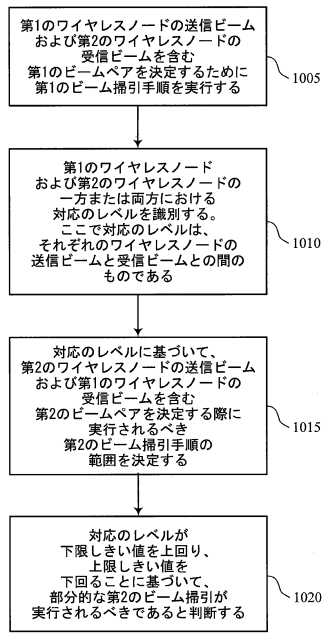 第1のワイヤレスノードの送信ビーム
および第2のワイヤレスノードの
受信ビームを含む
第1のビームペアを決定するために
第1のビーム掃引手順を実行する
1005
第1のワイヤレスノード
および第2のワイヤレスノードの
一方または両方における
対応のレベルを識別する。
ここで対応のレベルは、
それぞれのワイヤレスノードの
送信ビームと受信ビームとの間の
ものである
1010
対応のレベルに基づいて、
第2のワイヤレスノードの送信ビーム
および第1のワイヤレスノードの
受信ビームを含む
第2のビームペアを決定する際に
実行されるべき
第2のビーム掃引手順の
範囲を決定する
1015
対応のレベルが
下限しきい値を上回り、
上限しきい値を
下回ることに基づいて、
部分的な第2のビーム掃引が
実行されるべきであると判断する
1020